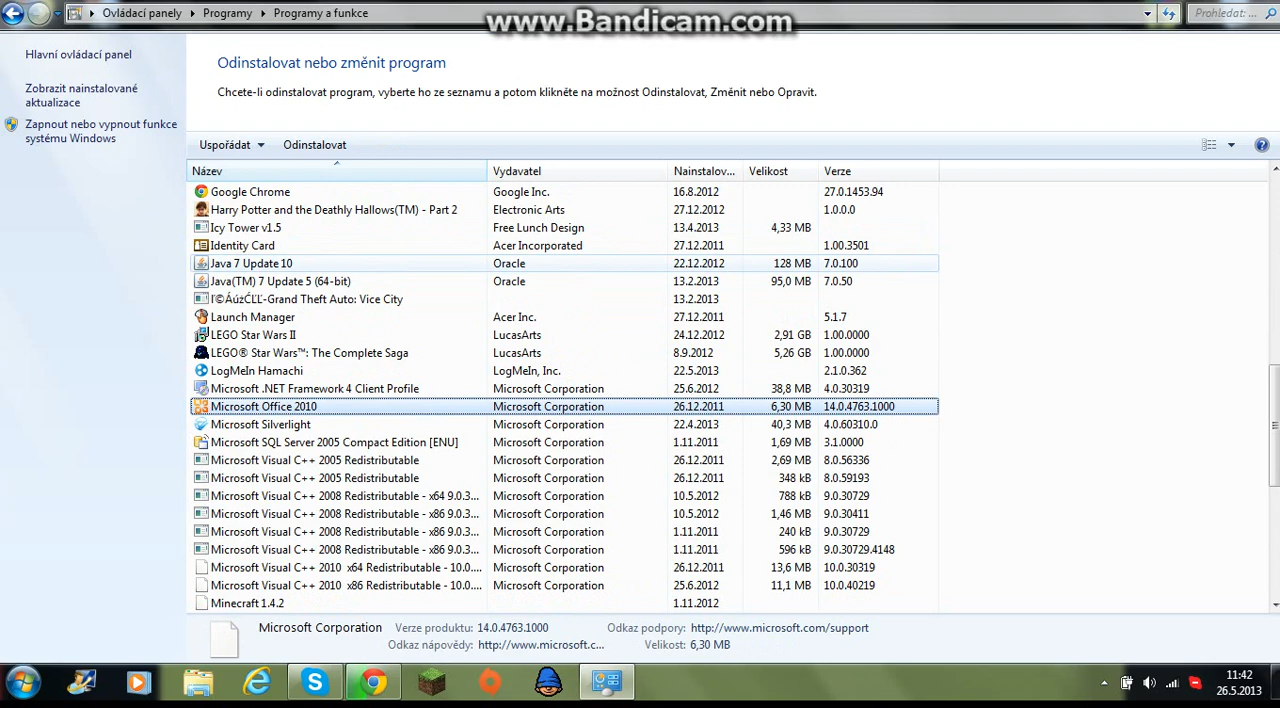 www.Bandicam.com
Ovládací panely Programy Programy a funkce Prohledat: ...
Hlavní ovládací panel
Zobrazit nainstalované
aktualizace
Zapnout nebo vypnout funkce
systému Windows
Odinstalovat nebo změnit program
Chcete-li odinstalovat program, vyberte ho ze seznamu a potom klikněte na možnost Odinstalovat, Změnit nebo Opravit.
Uspořádat Odinstalovat
Název Vydavatel Nainstalov... Velikost Verze
Google Chrome Google Inc. 16.8.2012 27.0.1453.94
Harry Potter and the Deathly Hallows(TM) - Part 2 Electronic Arts 27.12.2012 1.0.0.0
Icy Tower v1.5 Free Lunch Design 13.4.2013 4,33 MB
Identity Card Acer Incorporated 27.12.2011 1.00.3501
Java 7 Update 10 Oracle 22.12.2012 128 MB 7.0.100
Java(TM) 7 Update 5 (64-bit) Oracle 13.2.2013 95,0 MB 7.0.50
ľ©ÁúżĆĽĽ-Grand Theft Auto: Vice City 13.2.2013
Launch Manager Acer Inc. 27.12.2011 5.1.7
LEGO Star Wars II LucasArts 24.12.2012 2,91 GB 1.00.0000
LEGO® Star Wars™: The Complete Saga LucasArts 8.9.2012 5,26 GB 1.00.0000
LogMeIn Hamachi LogMeIn, Inc. 22.5.2013 2.1.0.362
Microsoft .NET Framework 4 Client Profile Microsoft Corporation 25.6.2012 38,8 MB 4.0.30319
Microsoft Office 2010 Microsoft Corporation 26.12.2011 6,30 MB 14.0.4763.1000
Microsoft Silverlight Microsoft Corporation 22.4.2013 40,3 MB 4.0.60310.0
Microsoft SQL Server 2005 Compact Edition [ENU] Microsoft Corporation 1.11.2011 1,69 MB 3.1.0000
Microsoft Visual C++ 2005 Redistributable Microsoft Corporation 26.12.2011 2,69 MB 8.0.56336
Microsoft Visual C++ 2005 Redistributable Microsoft Corporation 26.12.2011 348 kB 8.0.59193
Microsoft Visual C++ 2008 Redistributable - x64 9.0.3... Microsoft Corporation 10.5.2012 788 kB 9.0.30729
Microsoft Visual C++ 2008 Redistributable - x86 9.0.3... Microsoft Corporation 10.5.2012 1,46 MB 9.0.30411
Microsoft Visual C++ 2008 Redistributable - x86 9.0.3... Microsoft Corporation 1.11.2011 240 kB 9.0.30729
Microsoft Visual C++ 2008 Redistributable - x86 9.0.3... Microsoft Corporation 1.11.2011 596 kB 9.0.30729.4148
Microsoft Visual C++ 2010 x64 Redistributable - 10.0.... Microsoft Corporation 26.12.2011 13,6 MB 10.0.30319
Microsoft Visual C++ 2010 x86 Redistributable - 10.0.... Microsoft Corporation 25.6.2012 11,1 MB 10.0.40219
Minecraft 1.4.2 1.11.2012
Microsoft Corporation Verze produktu: 14.0.4763.1000 Odkaz podpory: http://www.microsoft.com/support
Odkaz nápovědy: http://www.microsoft.c... Velikost: 6,30 MB
11:42
26.5.2013